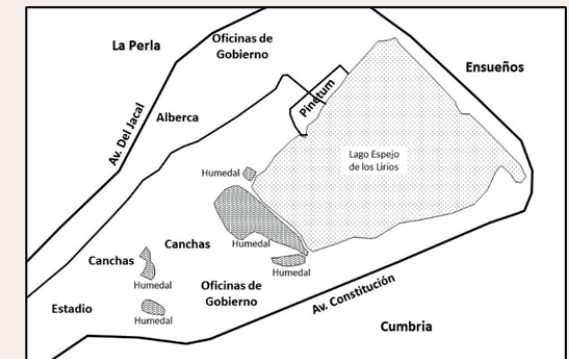 La Perla
Oficinas de
Gobierno
Ensueños
Pinetum
Av. Del Jacal
Alberca
Lago Espejo
de los Lirios
Humedal
Canchas
Humedal
Canchas
Humedal
Humedal
Oficinas de
Gobierno
Av. Constitución
Estadio
Humedal
Cumbria